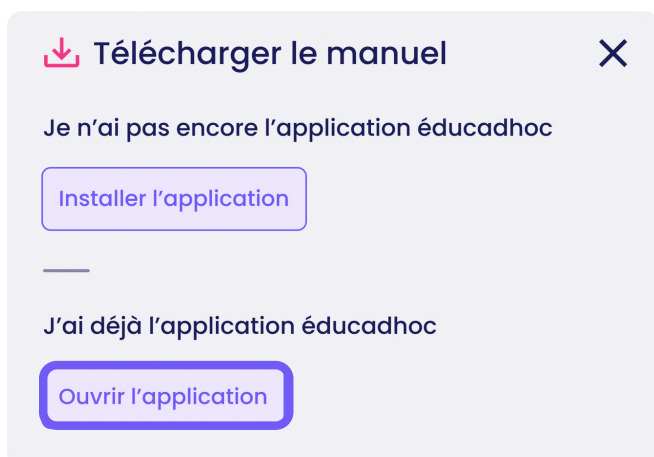 Télécharger le manuel
Je n’ai pas encore l’application éducadhoc
Installer l’application
J’ai déjà l’application éducadhoc
Ouvrir l’application